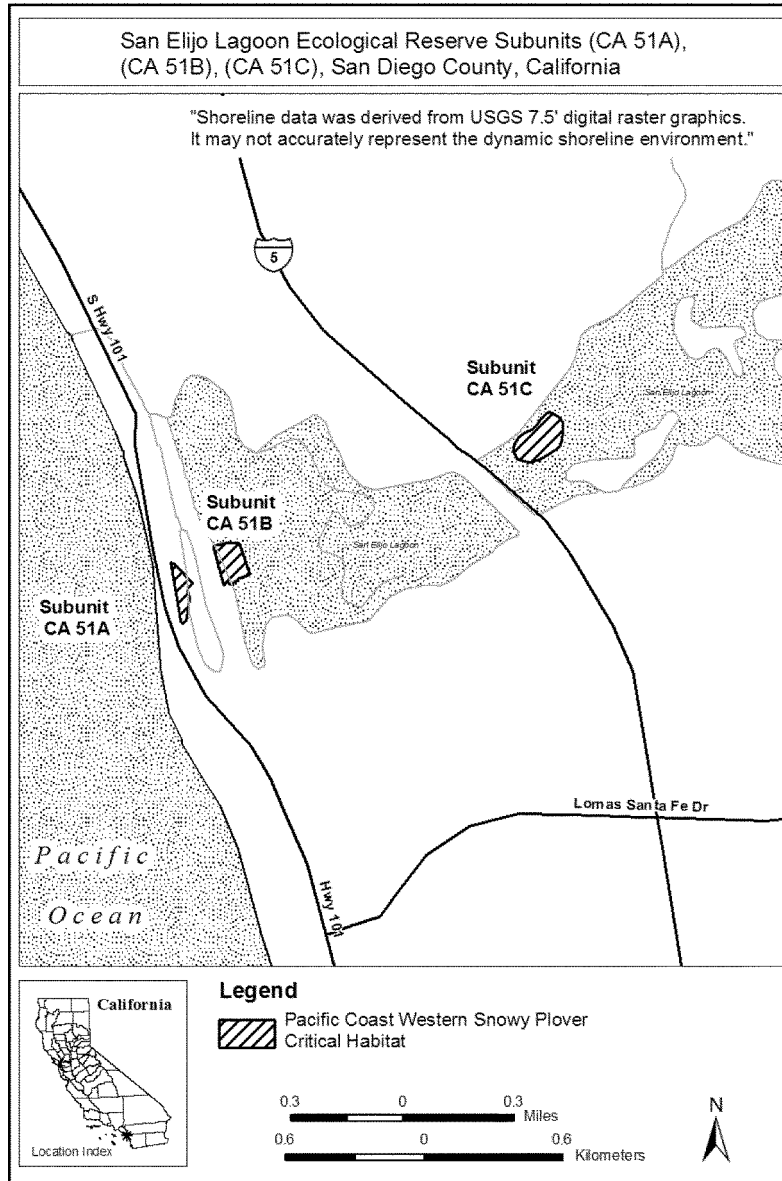 San Elijo Lagoon Ecological Reserve Subunits (CA 51A),
(CA 51B), (CA 51C), San Diego County, California
"Shoreline data was derived from USGS 7.5' digital raster graphics.
It may not accurately represent the dynamic shoreline environment."
5
S Hwy 101
Subunit
CA 51C
San Elijo Lagoon
Subunit
CA 51B
San Elijo Lagoon
Subunit
CA 51A
Lomas Santa Fe Dr
Pacific
Ocean
Hwy 101
California
Location Index
Legend
Pacific Coast Western Snowy Plover
Critical Habitat
0.3 0 0.3
Miles
0.6 0 0.6
Kilometers
N